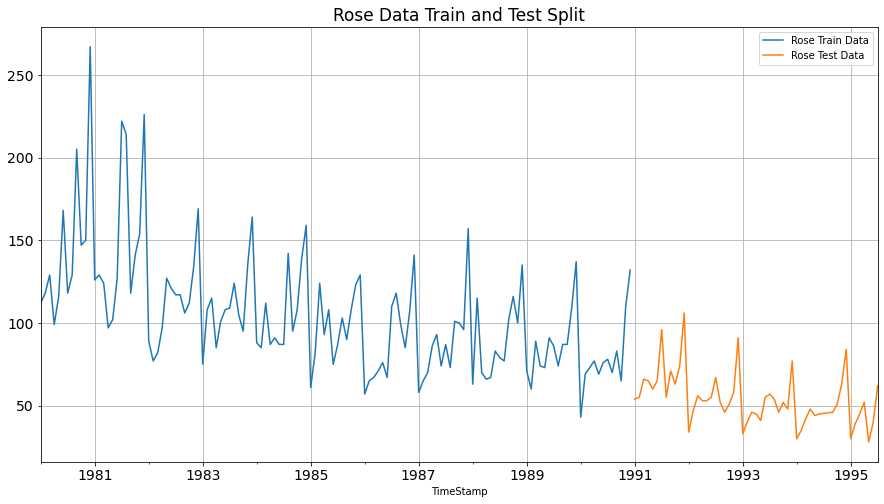 Rose Data Train and Test Split
Rose Train Data
Rose Test Data
250
200
150
100
50
1981 1983 1985 1987 1989 1991 1993 1995
TimeStamp